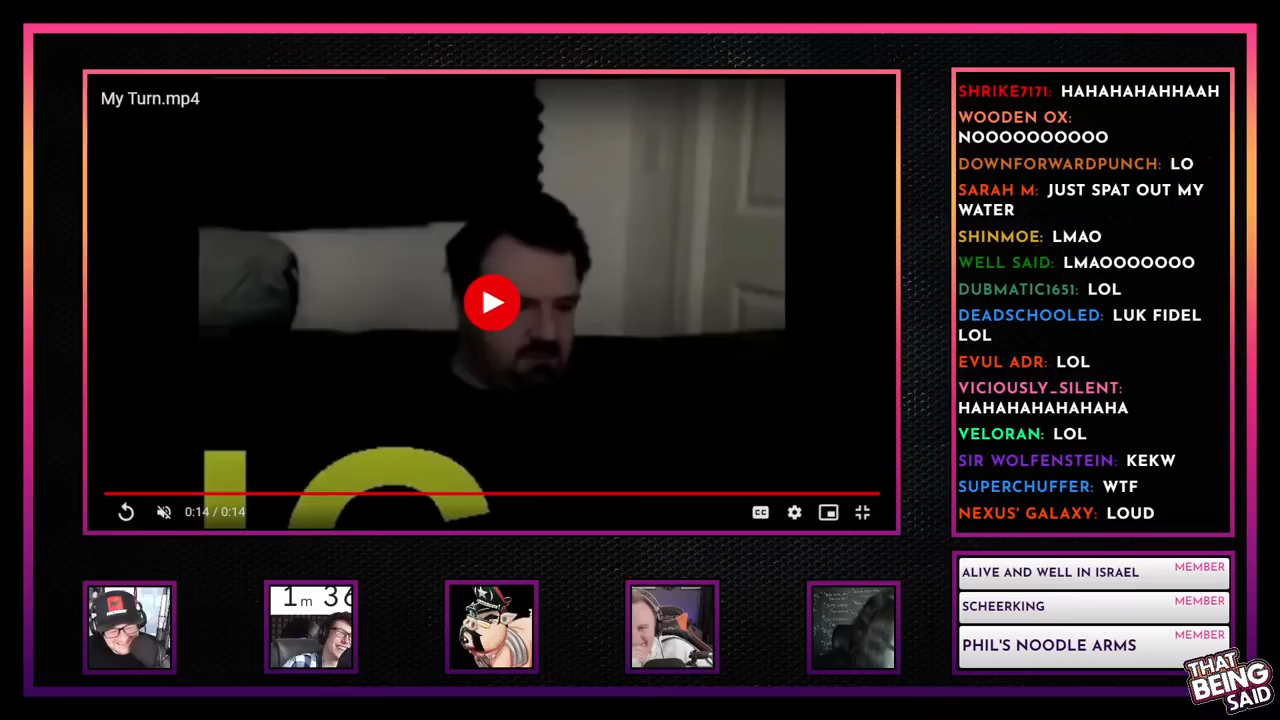 My Turn.mp4
0:14 / 0:14
CC
SHRIKE7171: HAHAHAHAHHAAH
WOODEN OX:
NOOOOOOOOOO
DOWNFORWARDPUNCH: LO
SARAH M: JUST SPAT OUT MY
WATER
SHINMOE: LMAO
WELL SAID: LMAOOOOOOO
DUBMATIC1651: LOL
DEADSCHOOLED: LUK FIDEL
LOL
EVUL ADR: LOL
VICIOUSLY_SILENT:
HAHAHAHAHAHAHA
VELORAN: LOL
SIR WOLFENSTEIN: KEKW
SUPERCHUFFER: WTF
NEXUS' GALAXY: LOUD
1m 36
ALIVE AND WELL IN ISRAEL MEMBER
SCHEERKING MEMBER
PHIL'S NOODLE ARMS MEMBER
THAT
BEING
SAID